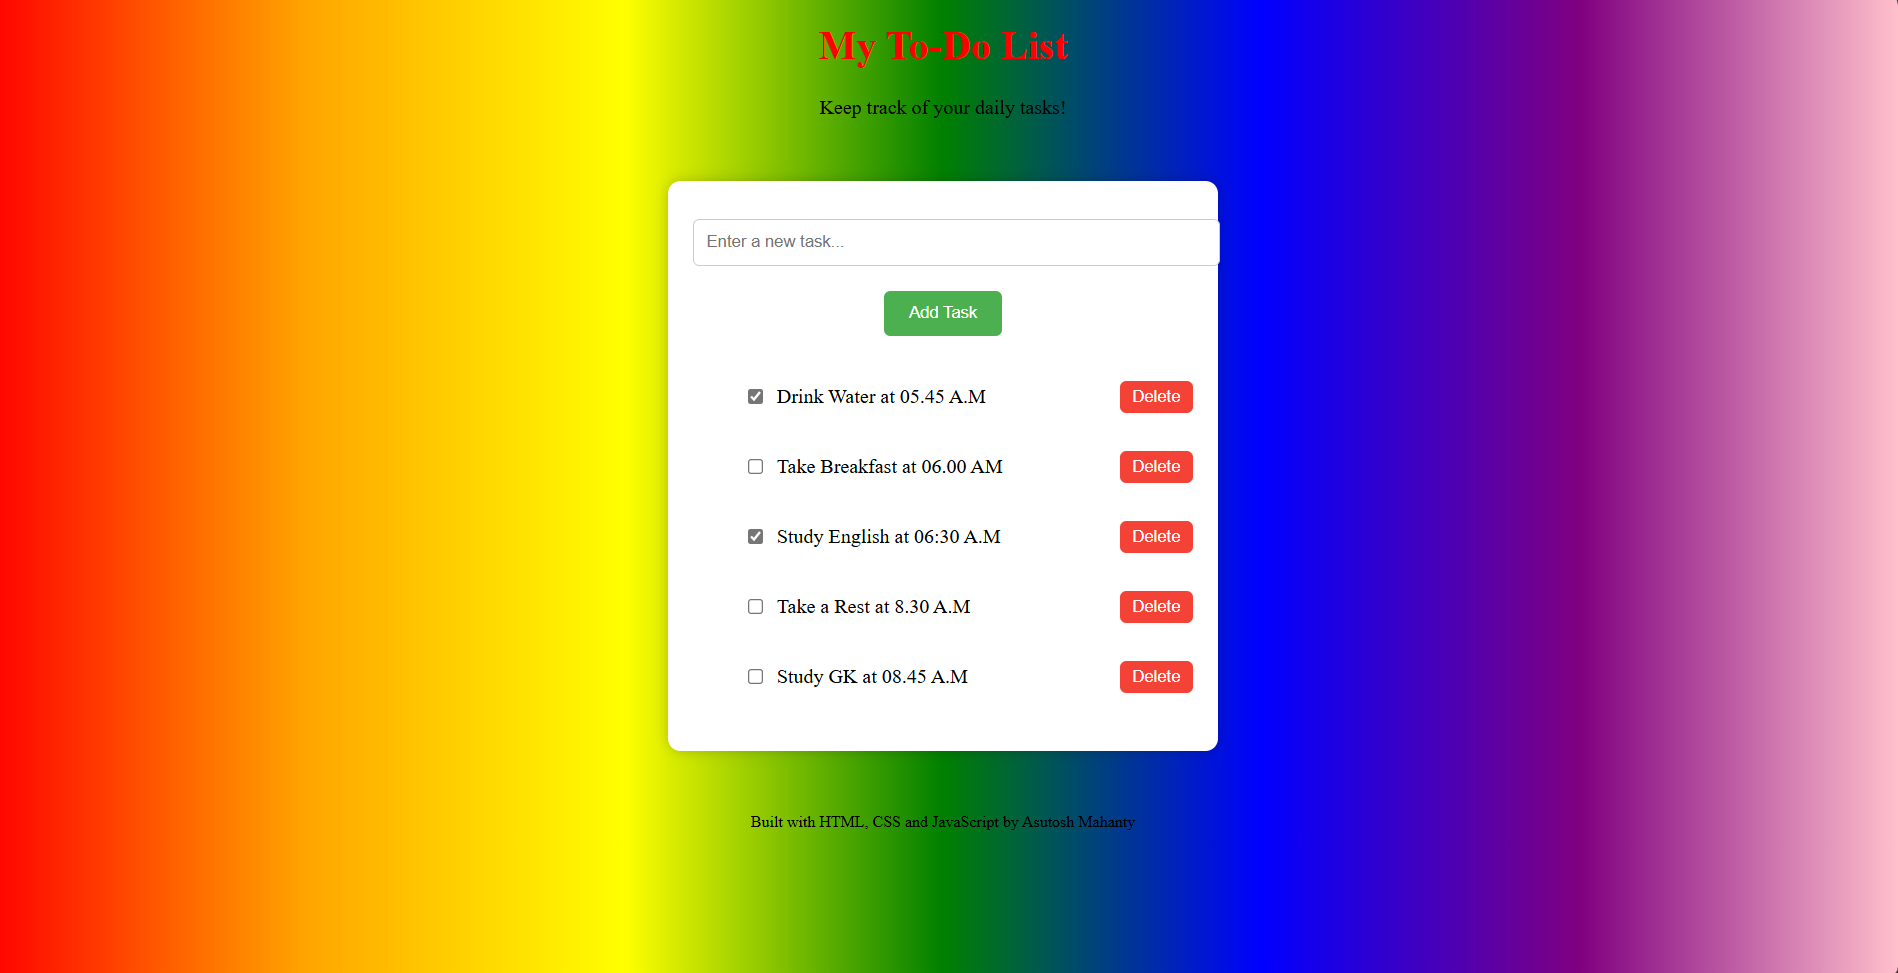 My To-Do List
Keep track of your daily tasks!
Enter a new task...
Add Task
Drink Water at 05.45 A.M Delete
Take Breakfast at 06.00 AM Delete
Study English at 06:30 A.M Delete
Take a Rest at 8.30 A.M Delete
Study GK at 08.45 A.M Delete
Built with HTML, CSS and JavaScript by Asutosh Mahanty